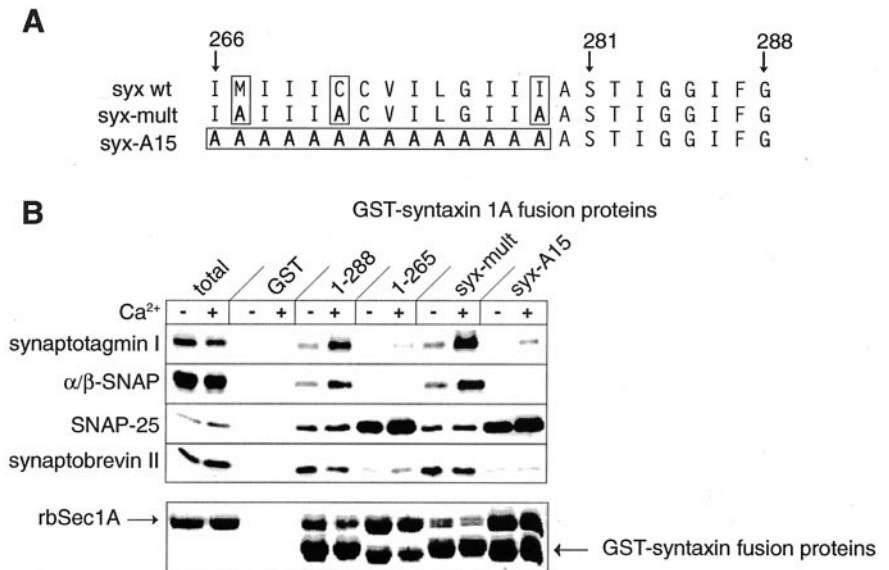 A
266 281 288
syx wt I M I I I C C V I L G I I I A S T I G G I F G
syx-mult I A I I I A C V I L G I I A A S T I G G I F G
syx-A15 A A A A A A A A A A A A A A A S T I G G I F G
B
GST-syntaxin 1A fusion proteins
total GST 1-288 1-265 syx-mult syx-A15
Ca²⁺ - + - + - + - + - + - +
synaptotagmin I
α/β-SNAP
SNAP-25
synaptobrevin II
rbSec1A
GST-syntaxin fusion proteins